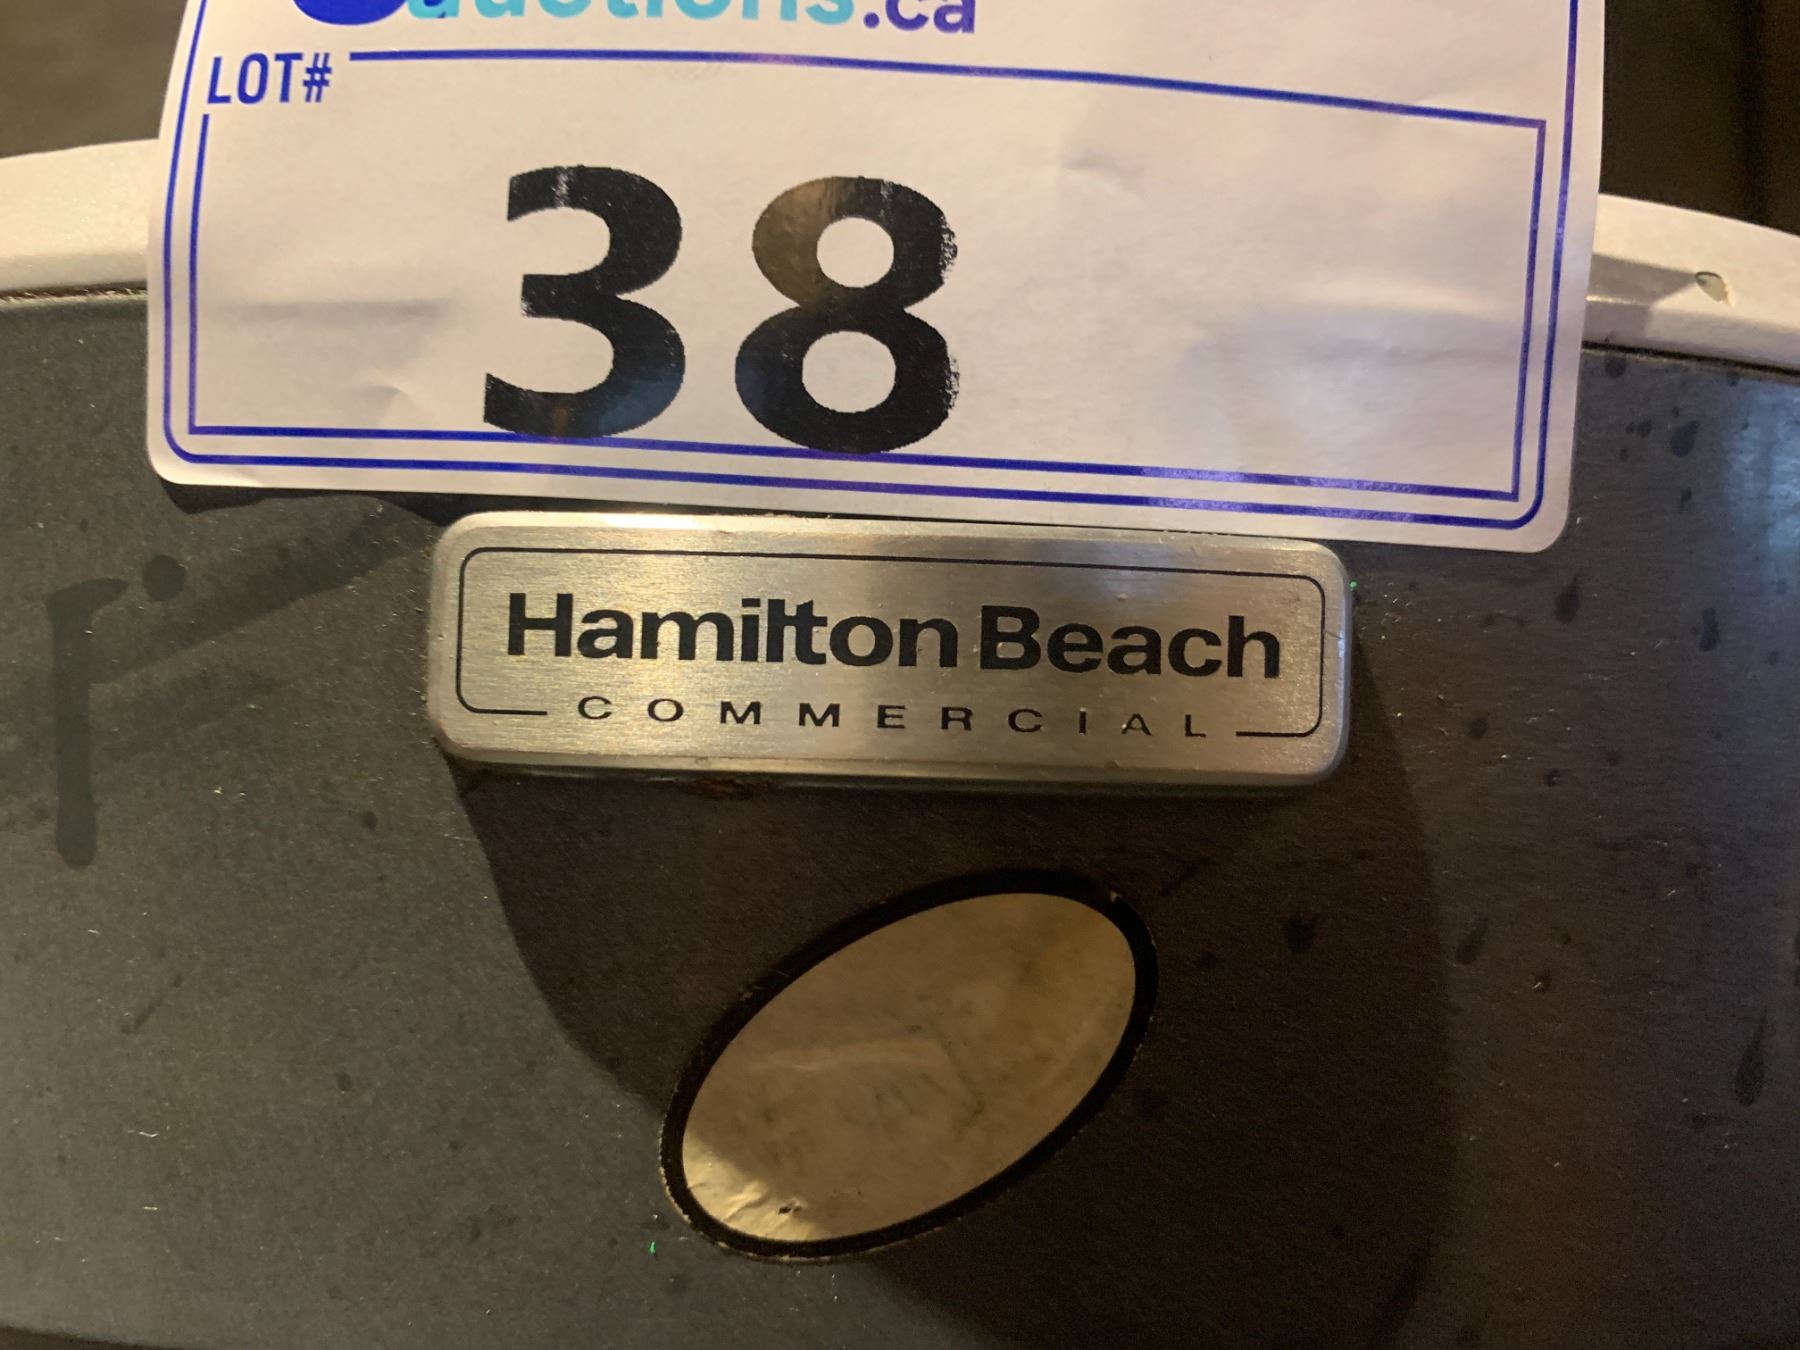 auctions.ca
LOT#
38
Hamilton Beach
COMMERCIAL